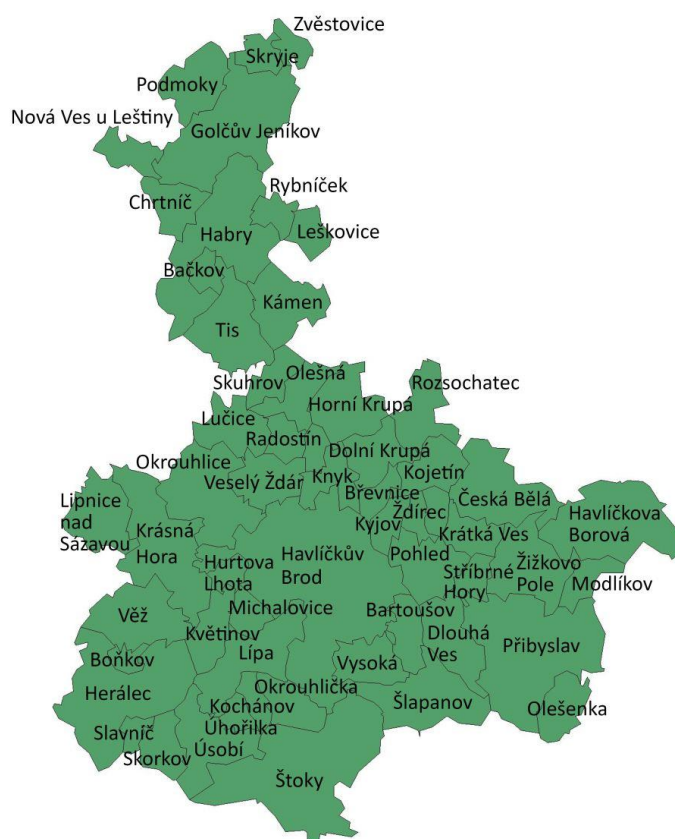 Zvěstovice
Skryje
Podmoky
Nová Ves u Leštiny
Golčův Jeníkov
Rybníček
Chrtníč
Leškovice
Habry
Bačkov
Kámen
Tis
Olešná
Skuhrov
Rozsochatec
Horní Krupá
Lučice
Radostín
Dolní Krupá
Okrouhlice
Kojetín
Veselý Žďár
Knyk
Břevnice
Česká Bělá
Lipnice
nad
Sázavou
Ždírec
Havlíčkova
Borová
Kyjov
Krásná
Hora
Krátká Ves
Hurtova
Lhota
Havlíčkův
Brod
Pohled
Stříbrné
Hory
Žižkovo
Pole
Modlíkov
Věž
Michalovice
Bartoušov
Květinov
Dlouhá
Ves
Přibyslav
Lípa
Boňkov
Vysoká
Herálec
Okrouhlička
Šlapanov
Olešenka
Kochánov
Slavníč
Úhořilka
Skorkov
Úsobí
Štoky